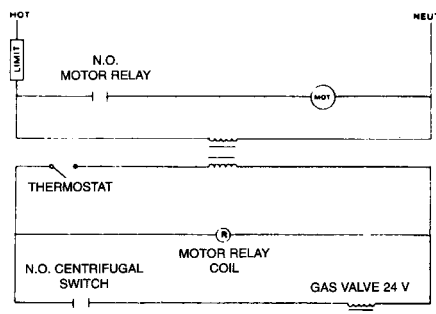 HOT
NEUT
LIMIT
N.O.
MOTOR RELAY
MOT
THERMOSTAT
R
MOTOR RELAY
COIL
N.O. CENTRIFUGAL
SWITCH
GAS VALVE 24 V